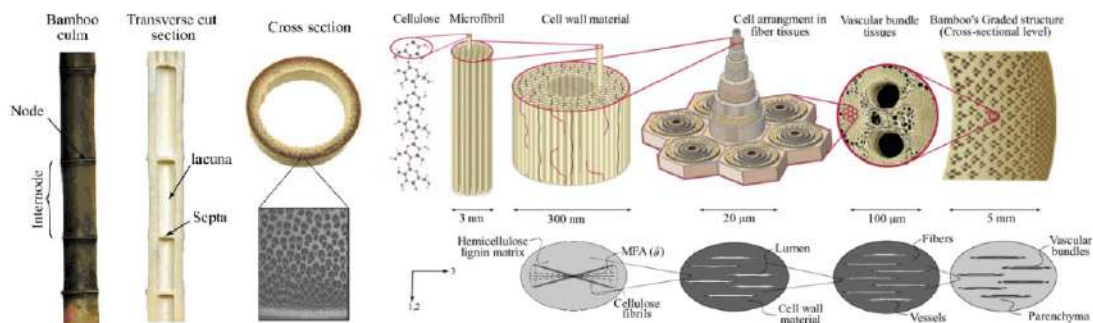 Bamboo culm
Transverse cut section
Cross section
Node
lacuna
Internode
Septa
Cellulose
Microfibril
Cell wall material
Cell arrangment in fiber tissues
Vascular bundle tissues
Bamboo's Graded structure
(Cross-sectional level)
3 nm
300 nm
20 μm
100 μm
5 mm
3
1,2
Hemicellulose
lignin matrix
MFA (θ)
Cellulose
fibrils
Lumen
Cell wall
material
Fibers
Vessels
Vascular
bundles
Parenchyma